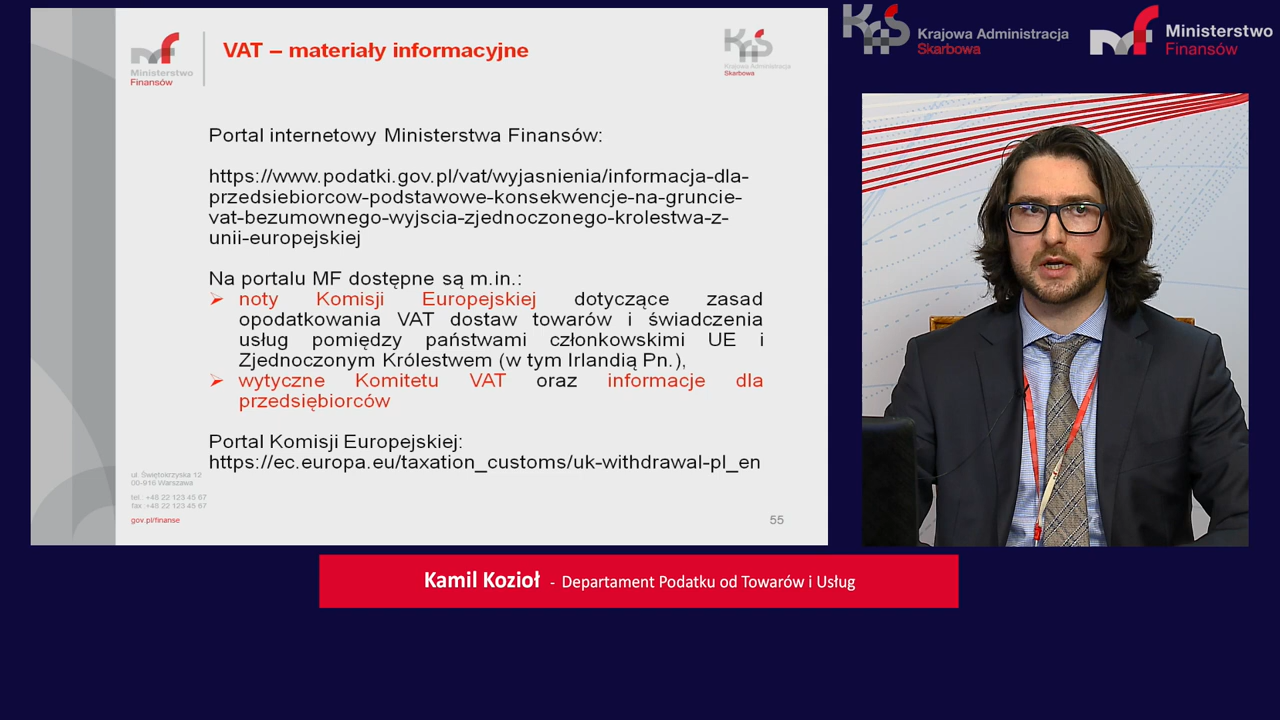 Ministerstwo
Finansów
VAT – materiały informacyjne
Krajowa Administracja
Skarbowa
Portal internetowy Ministerstwa Finansów:
https://www.podatki.gov.pl/vat/wyjasnienia/informacja-dla-
przedsiebiorcow-podstawowe-konsekwencje-na-gruncie-
vat-bezumownego-wyjscia-zjednoczonego-krolestwa-z-
unii-europejskiej
Na portalu MF dostępne są m.in.:
noty Komisji Europejskiej dotyczące zasad
opodatkowania VAT dostaw towarów i świadczenia
usług pomiędzy państwami członkowskimi UE i
Zjednoczonym Królestwem (w tym Irlandią Pn.),
wytyczne Komitetu VAT oraz informacje dla
przedsiębiorców
Portal Komisji Europejskiej:
https://ec.europa.eu/taxation_customs/uk-withdrawal-pl_en
ul. Świętokrzyska 12
00-916 Warszawa
tel. +48 22 123 45 67
fax +48 22 123 45 67
gov.pl/finanse
55
Krajowa Administracja
Skarbowa
Ministerstwo
Finansów
Kamil Kozioł - Departament Podatku od Towarów i Usług